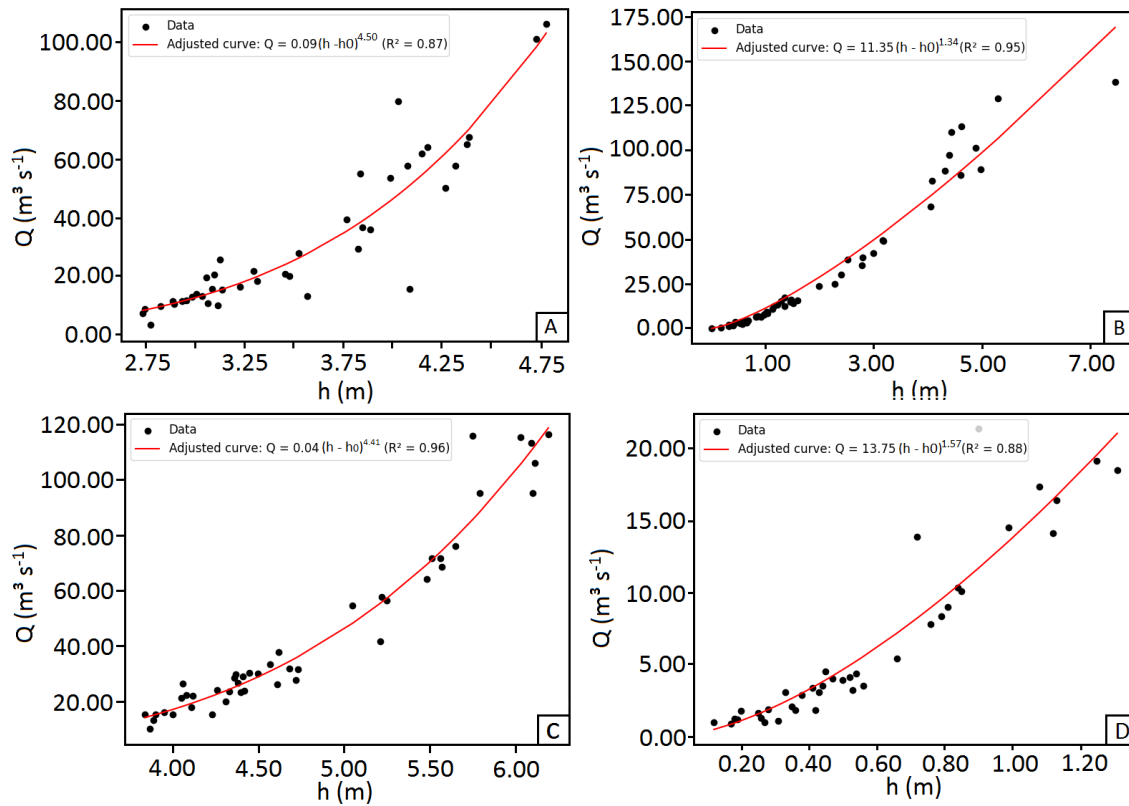 Data
Adjusted curve: Q = 0.09 (h -h0)^4.50 (R² = 0.87)
100.00
80.00
60.00
40.00
20.00
0.00
Q (m³ s⁻¹)
2.75
3.25
3.75
4.25
4.75
h (m)
A
Data
Adjusted curve: Q = 11.35 (h - h0)^1.34 (R² = 0.95)
175.00
150.00
125.00
100.00
75.00
50.00
25.00
0.00
Q (m³ s⁻¹)
1.00
3.00
5.00
7.00
h (m)
B
Data
Adjusted curve: Q = 0.04 (h - h0)^4.41 (R² = 0.96)
120.00
100.00
80.00
60.00
40.00
20.00
Q (m³ s⁻¹)
4.00
4.50
5.00
5.50
6.00
h (m)
C
Data
Adjusted curve: Q = 13.75 (h - h0)^1.57 (R² = 0.88)
20.00
15.00
10.00
5.00
0.00
Q (m³ s⁻¹)
0.20
0.40
0.60
0.80
1.00
1.20
h (m)
D